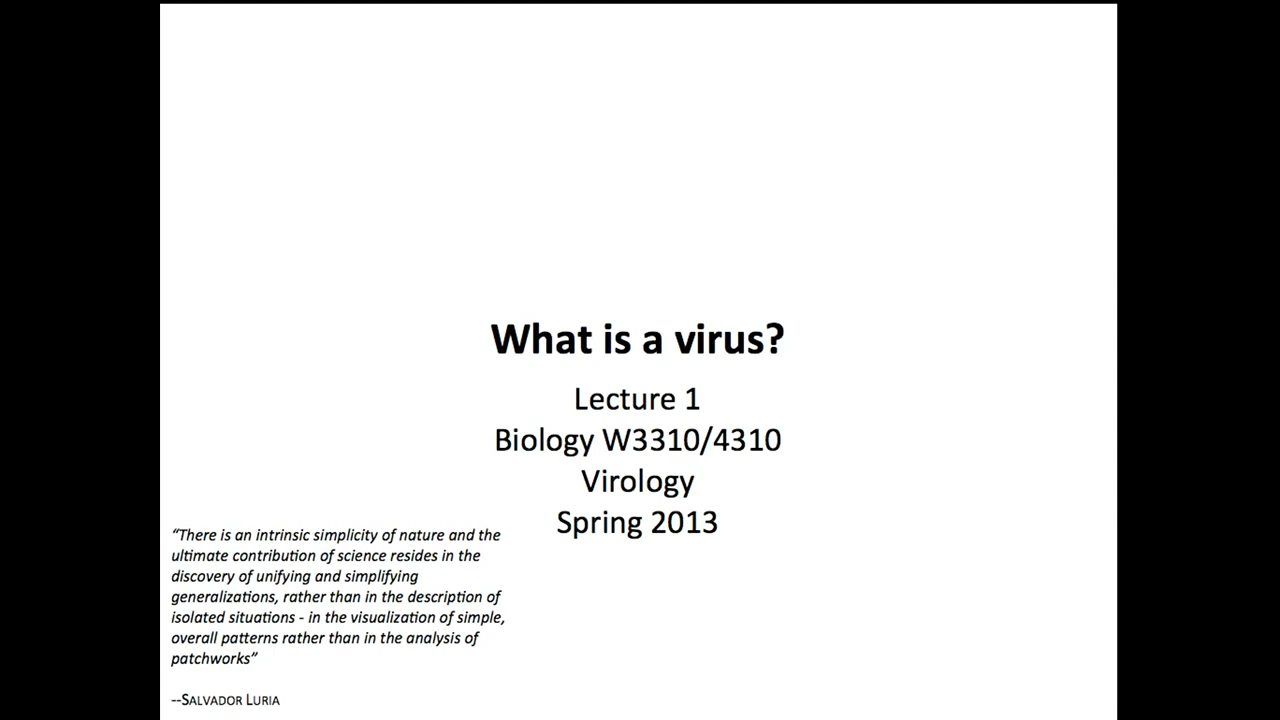 What is a virus?
Lecture 1
Biology W3310/4310
Virology
Spring 2013
“There is an intrinsic simplicity of nature and the
ultimate contribution of science resides in the
discovery of unifying and simplifying
generalizations, rather than in the description of
isolated situations - in the visualization of simple,
overall patterns rather than in the analysis of
patchworks”
--SALVADOR LURIA